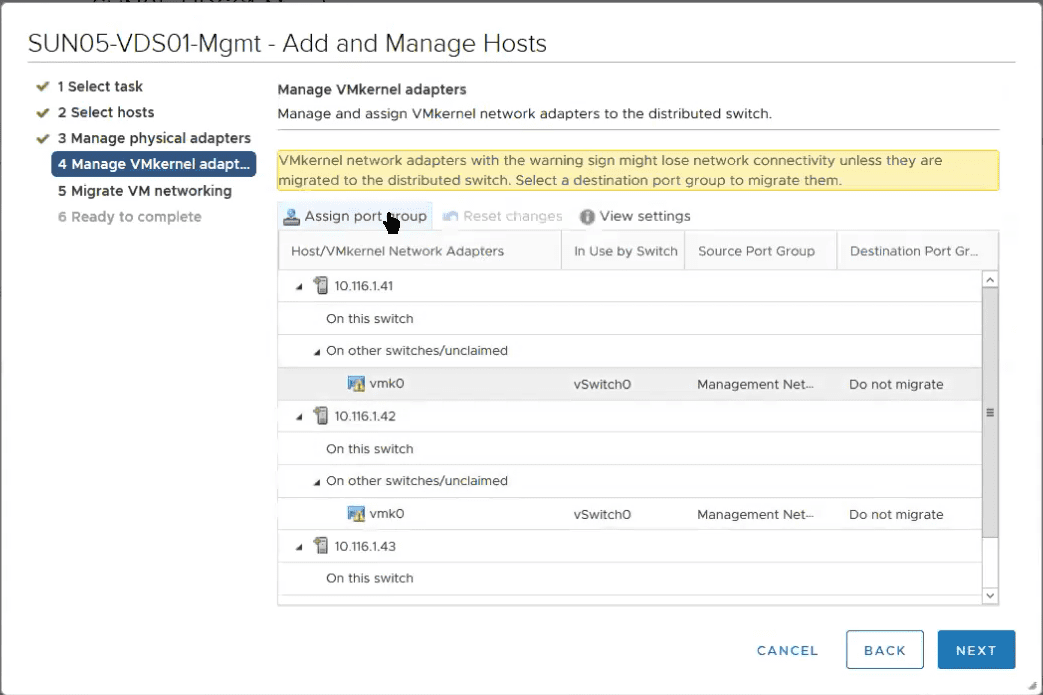 SUN05-VDS01-Mgmt - Add and Manage Hosts
1 Select task
2 Select hosts
3 Manage physical adapters
4 Manage VMkernel adapt...
5 Migrate VM networking
6 Ready to complete
Manage VMkernel adapters
Manage and assign VMkernel network adapters to the distributed switch.
VMkernel network adapters with the warning sign might lose network connectivity unless they are
migrated to the distributed switch. Select a destination port group to migrate them.
Assign port group Reset changes View settings
Host/VMkernel Network Adapters In Use by Switch Source Port Group Destination Port Gr...
10.116.1.41
On this switch
On other switches/unclaimed
vmk0 vSwitch0 Management Net... Do not migrate
10.116.1.42
On this switch
On other switches/unclaimed
vmk0 vSwitch0 Management Net... Do not migrate
10.116.1.43
On this switch
CANCEL BACK NEXT